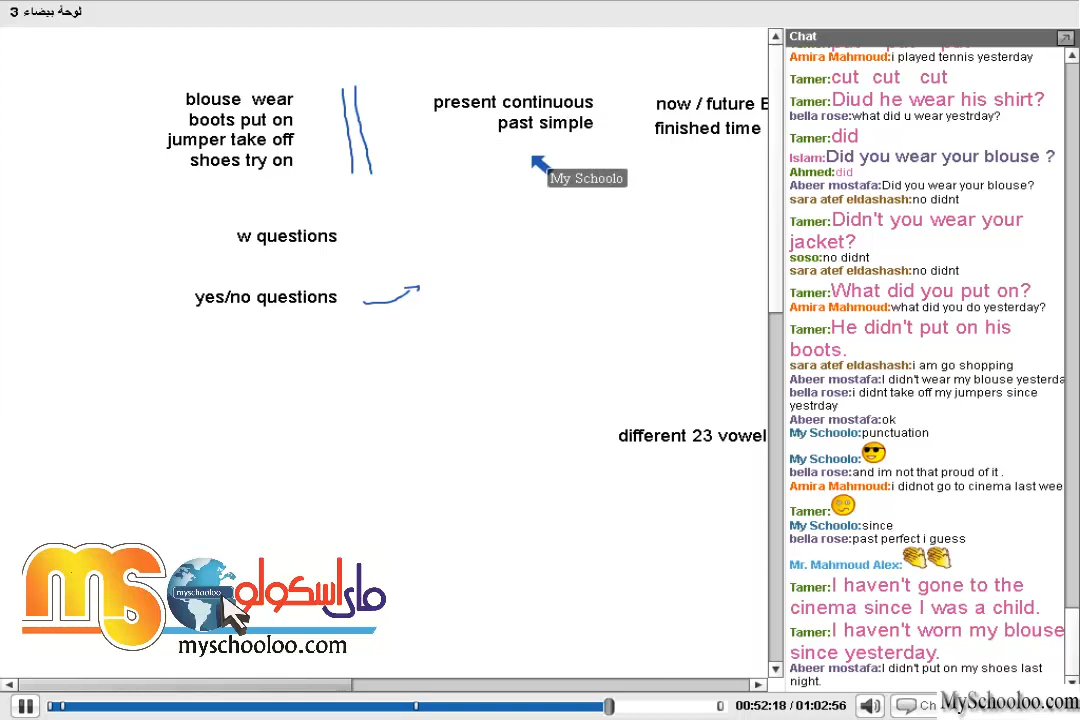 لوحة بيضاء 3
blouse wear
boots put on
jumper take off
shoes try on
present continuous
past simple
now / future
finished time
My Schoolo
w questions
yes/no questions
different 23 vowel
ms
myschooloo
ماى اسكولو
myschooloo.com
Chat
Amira Mahmoud:i played tennis yesterday
Tamer:cut cut cut
Tamer:Diud he wear his shirt?
bella rose:what did u wear yestrday?
Tamer:did
Islam:Did you wear your blouse ?
Ahmed:did
Abeer mostafa:Did you wear your blouse?
sara atef eldashash:no didnt
Tamer:Didn't you wear your
jacket?
soso:no didnt
sara atef eldashash:no didnt
Tamer:What did you put on?
Amira Mahmoud:what did you do yesterday?
Tamer:He didn't put on his
boots.
sara atef eldashash:i am go shopping
Abeer mostafa:I didn't wear my blouse yesterda
bella rose:i didnt take off my jumpers since
yestrday
Abeer mostafa:ok
My Schoolo:punctuation
My Schoolo:
bella rose:and im not that proud of it .
Amira Mahmoud:i didnot go to cinema last wee
Tamer:
My Schoolo:since
bella rose:past perfect i guess
Mr. Mahmoud Alex:
Tamer:I haven't gone to the
cinema since I was a child.
Tamer:I haven't worn my blouse
since yesterday.
Abeer mostafa:I didn't put on my shoes last
night.
00:52:18 / 01:02:56
Ch
MySchooloo.com